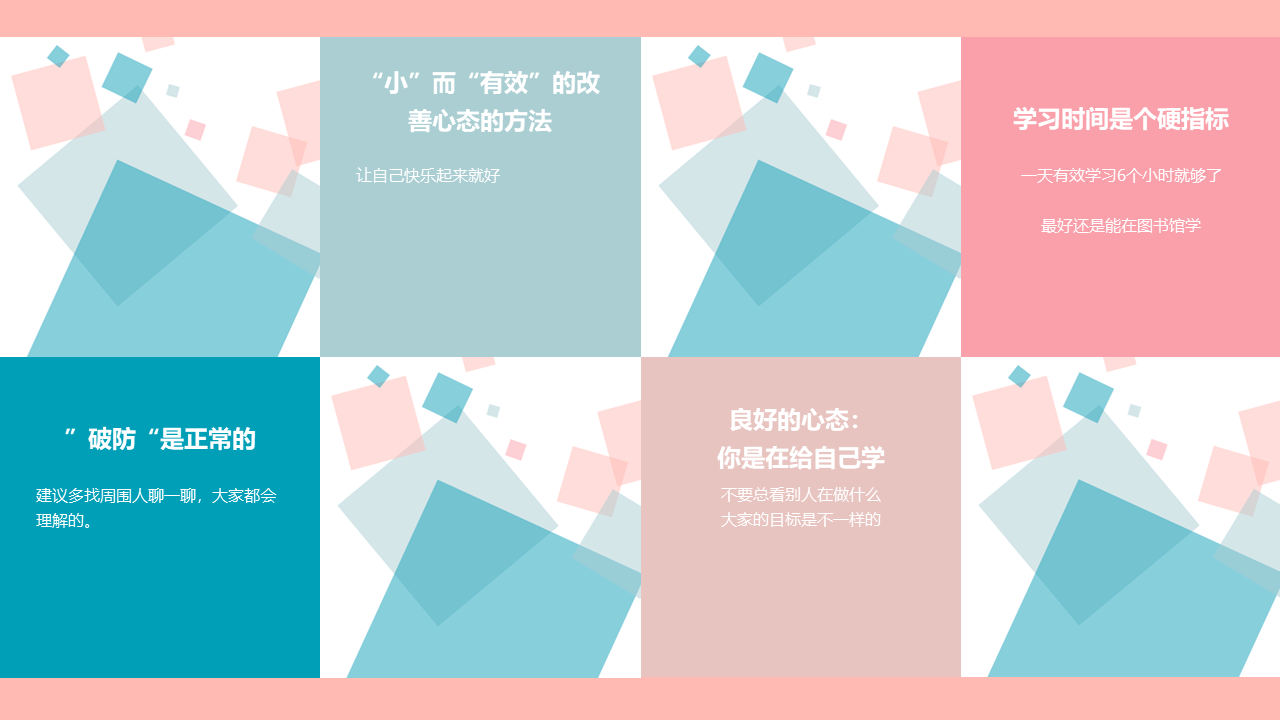 “小”而“有效”的改
善心态的方法
让自己快乐起来就好
学习时间是个硬指标
一天有效学习6个小时就够了
最好还是能在图书馆学
”破防“是正常的
建议多找周围人聊一聊，大家都会
理解的。
良好的心态：
你是在给自己学
不要总看别人在做什么
大家的目标是不一样的